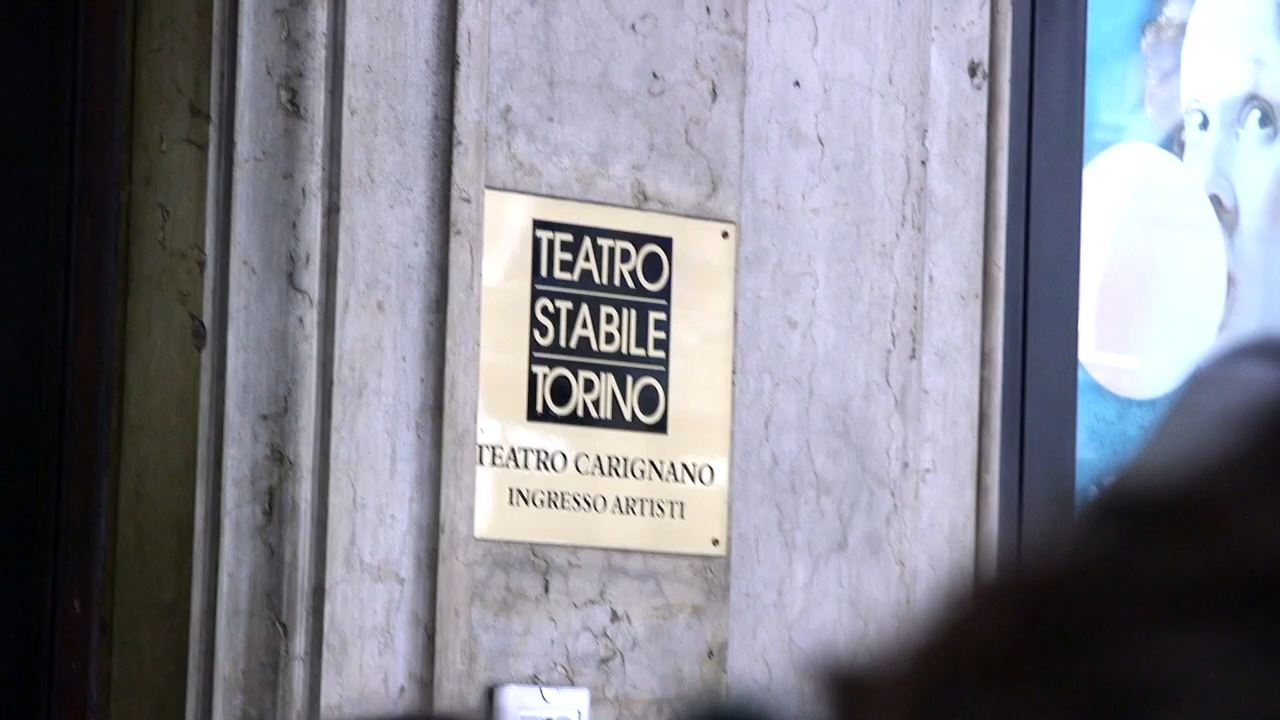 TEATRO
STABILE
TORINO
TEATRO CARIGNANO
INGRESSO ARTISTI